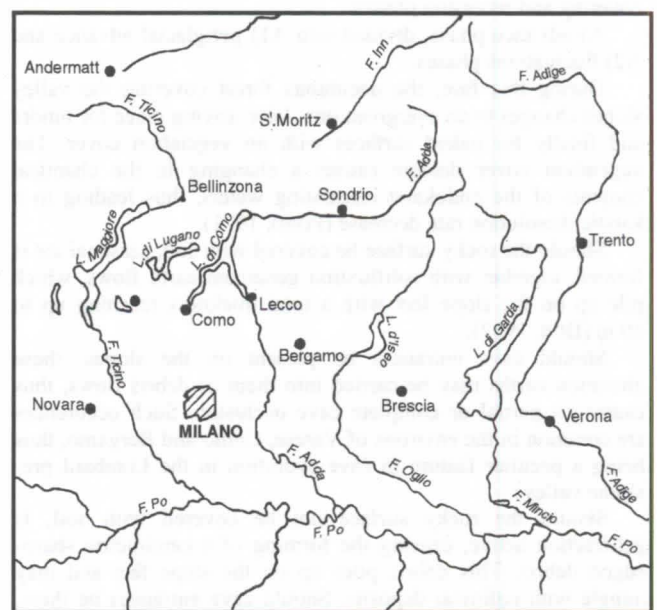 Andermatt
F. Inn
F. Adige
F. Ticino
St. Moritz
F. Adda
Bellinzona
Sondrio
L. Maggiore
L. di Lugano
L. di Como
Trento
Lecco
Como
L. di Garda
Bergamo
L. d'Iseo
F. Ticino
Brescia
Novara
Verona
MILANO
F. Adda
F. Oglio
F. Adige
F. Mincio
F. Po
F. Po
F. Po